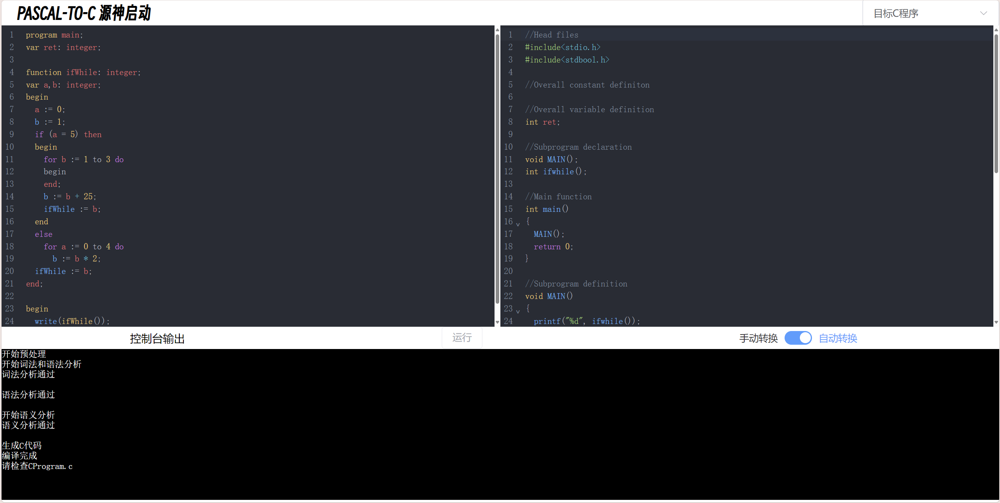 PASCAL-TO-C 源神启动
目标C程序
1 program main;
2 var ret: integer;
3
4 function ifWhile: integer;
5 var a,b: integer;
6 begin
7   a := 0;
8   b := 1;
9   if (a = 5) then
10   begin
11     for b := 1 to 3 do
12     begin
13     end;
14     b := b + 25;
15     ifWhile := b;
16   end
17   else
18     for a := 0 to 4 do
19       b := b * 2;
20   ifWhile := b;
21 end;
22
23 begin
24   write(ifWhile());
1 //Head files
2 #include<stdio.h>
3 #include<stdbool.h>
4
5 //Overall constant definiton
6
7 //Overall variable definition
8 int ret;
9
10 //Subprogram declaration
11 void MAIN();
12 int ifwhile();
13
14 //Main function
15 int main()
16 {
17   MAIN();
18   return 0;
19 }
20
21 //Subprogram definition
22 void MAIN()
23 {
24   printf("%d", ifwhile());
控制台输出
运行
手动转换 自动转换
开始预处理
开始词法和语法分析
词法分析通过
语法分析通过
开始语义分析
语义分析通过
生成C代码
编译完成
请检查CProgram.c